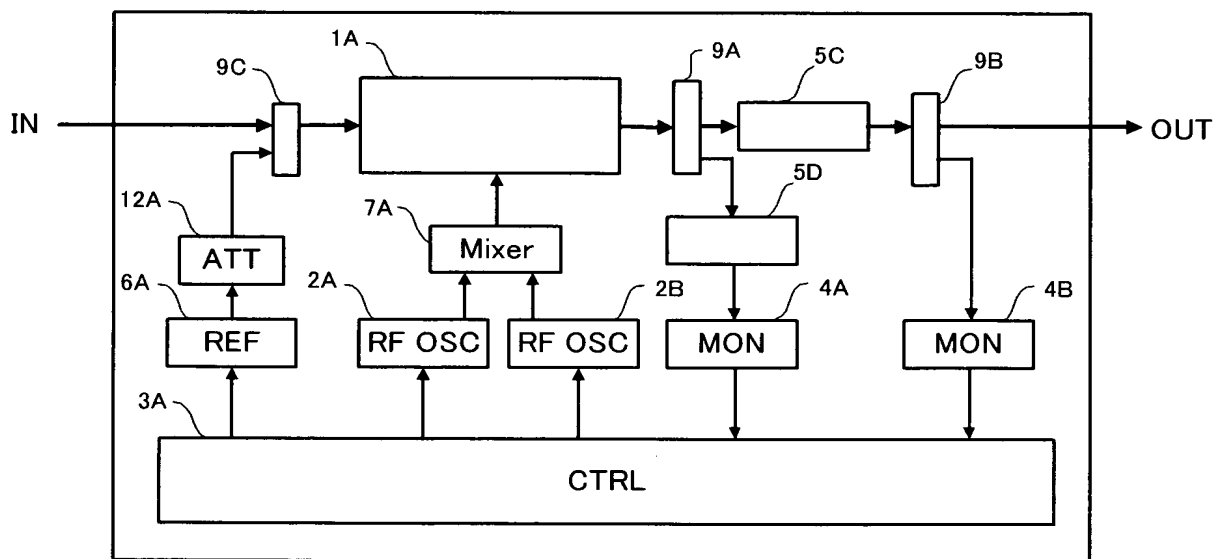 1A
9A
5C
9B
9C
IN
OUT
5D
12A
7A
ATT
Mixer
6A
2A
2B
4A
4B
REF
RF OSC
RF OSC
MON
MON
3A
CTRL